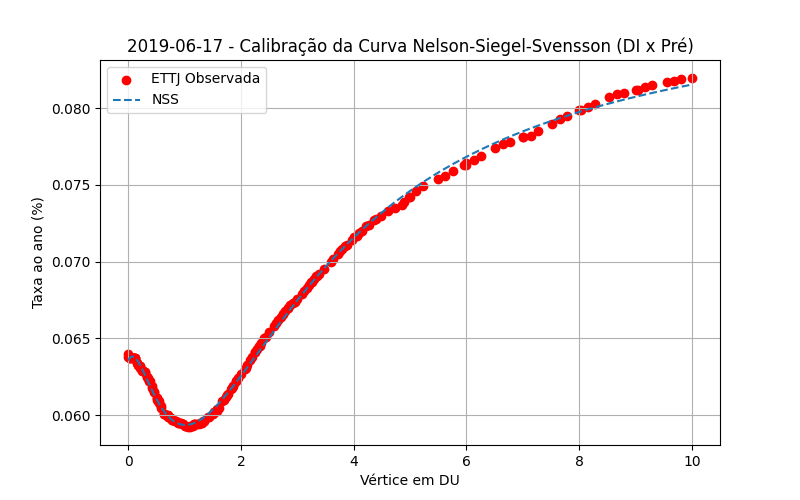 2019-06-17 - Calibração da Curva Nelson-Siegel-Svensson (DI x Pré)
ETTJ Observada
NSS
Taxa ao ano (%)
0.080
0.075
0.070
0.065
0.060
0
2
4
6
8
10
Vértice em DU